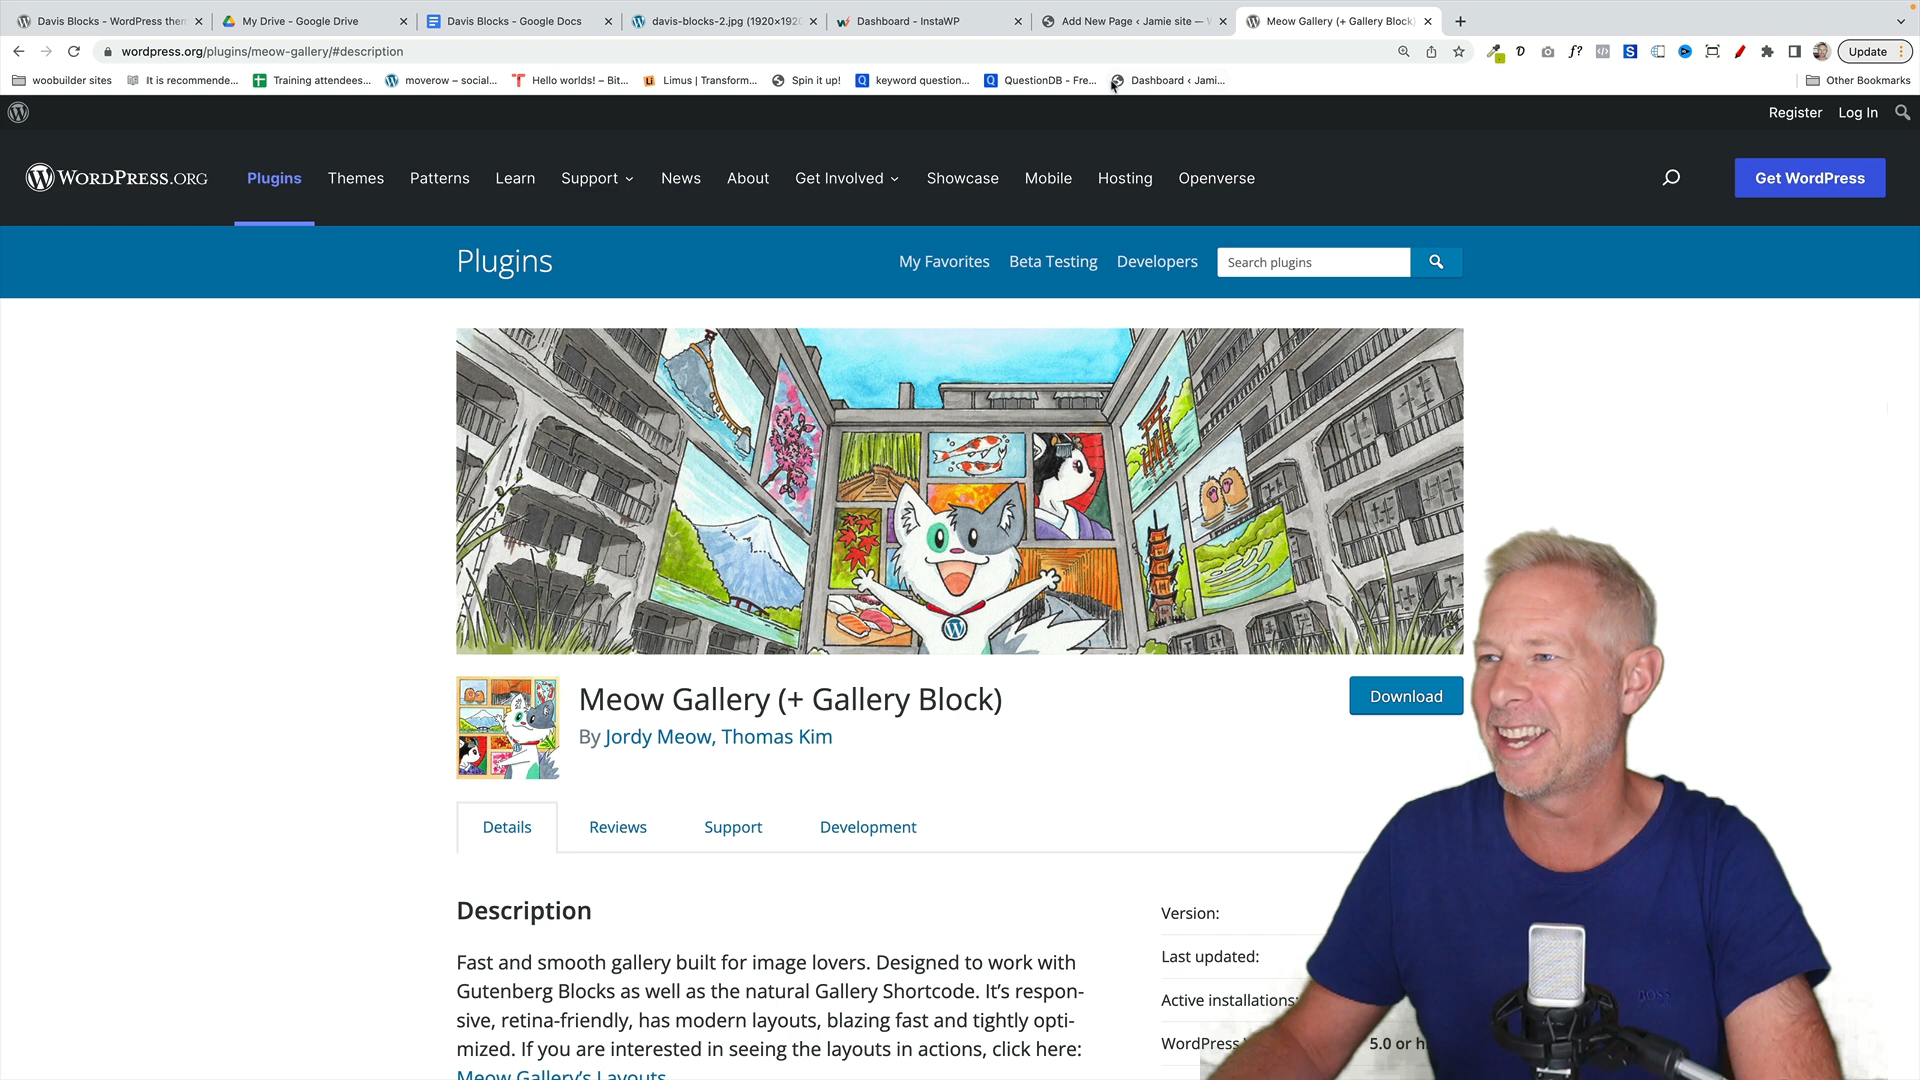 Davis Blocks - WordPress then
My Drive - Google Drive
Davis Blocks - Google Docs
davis-blocks-2.jpg (1920×192
Dashboard - InstaWP
Add New Page ‹ Jamie site — W
Meow Gallery (+ Gallery Block)
wordpress.org/plugins/meow-gallery/#description
Update
woobuilder sites
It is recommende...
Training attendees...
moverow – social...
Hello worlds! – Bit...
Limus | Transform...
Spin it up!
keyword question...
QuestionDB - Fre...
Dashboard ‹ Jami...
Other Bookmarks
Register
Log In
WORDPRESS.ORG
Plugins
Themes
Patterns
Learn
Support
News
About
Get Involved
Showcase
Mobile
Hosting
Openverse
Get WordPress
Plugins
My Favorites
Beta Testing
Developers
Search plugins
Meow Gallery (+ Gallery Block)
Download
By Jordy Meow, Thomas Kim
Details
Reviews
Support
Development
Description
Version:
Fast and smooth gallery built for image lovers. Designed to work with
Last updated:
Gutenberg Blocks as well as the natural Gallery Shortcode. It's respon-
Active installations:
sive, retina-friendly, has modern layouts, blazing fast and tightly opti-
mized. If you are interested in seeing the layouts in actions, click here:
WordPress
5.0 or h
Meow Gallery's Layouts
BOSS